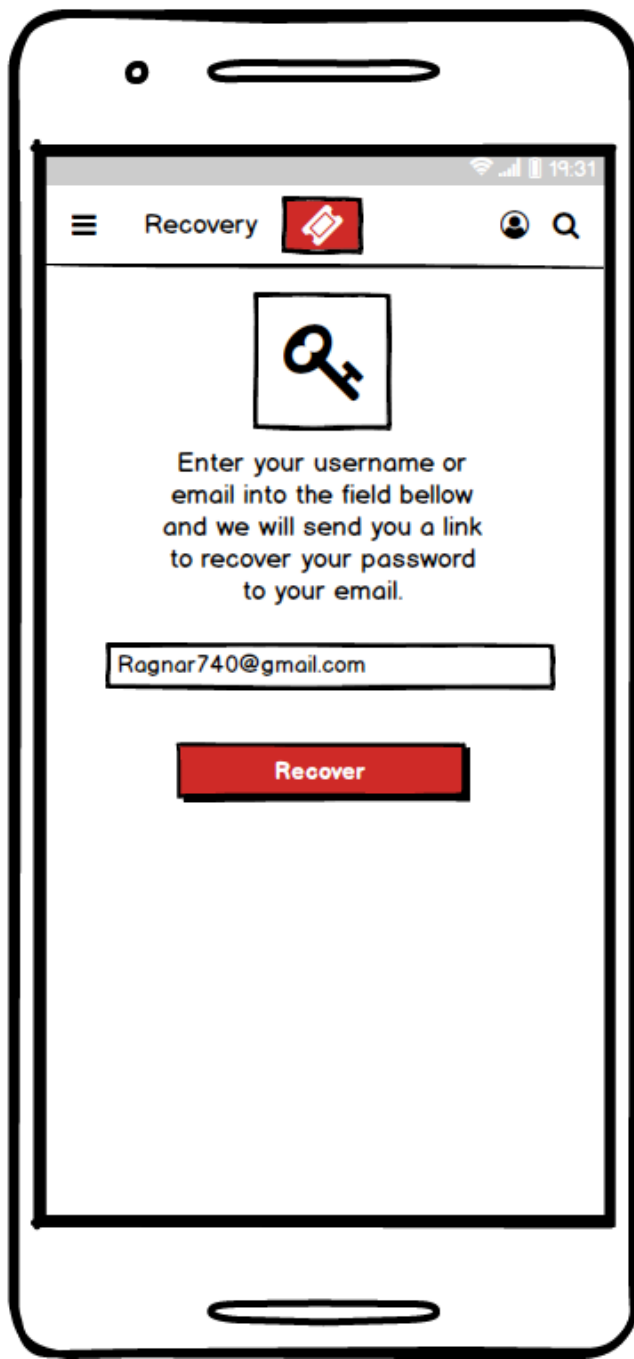 19:31
Recovery
Enter your username or
email into the field bellow
and we will send you a link
to recover your password
to your email.
Ragnar740@gmail.com
Recover